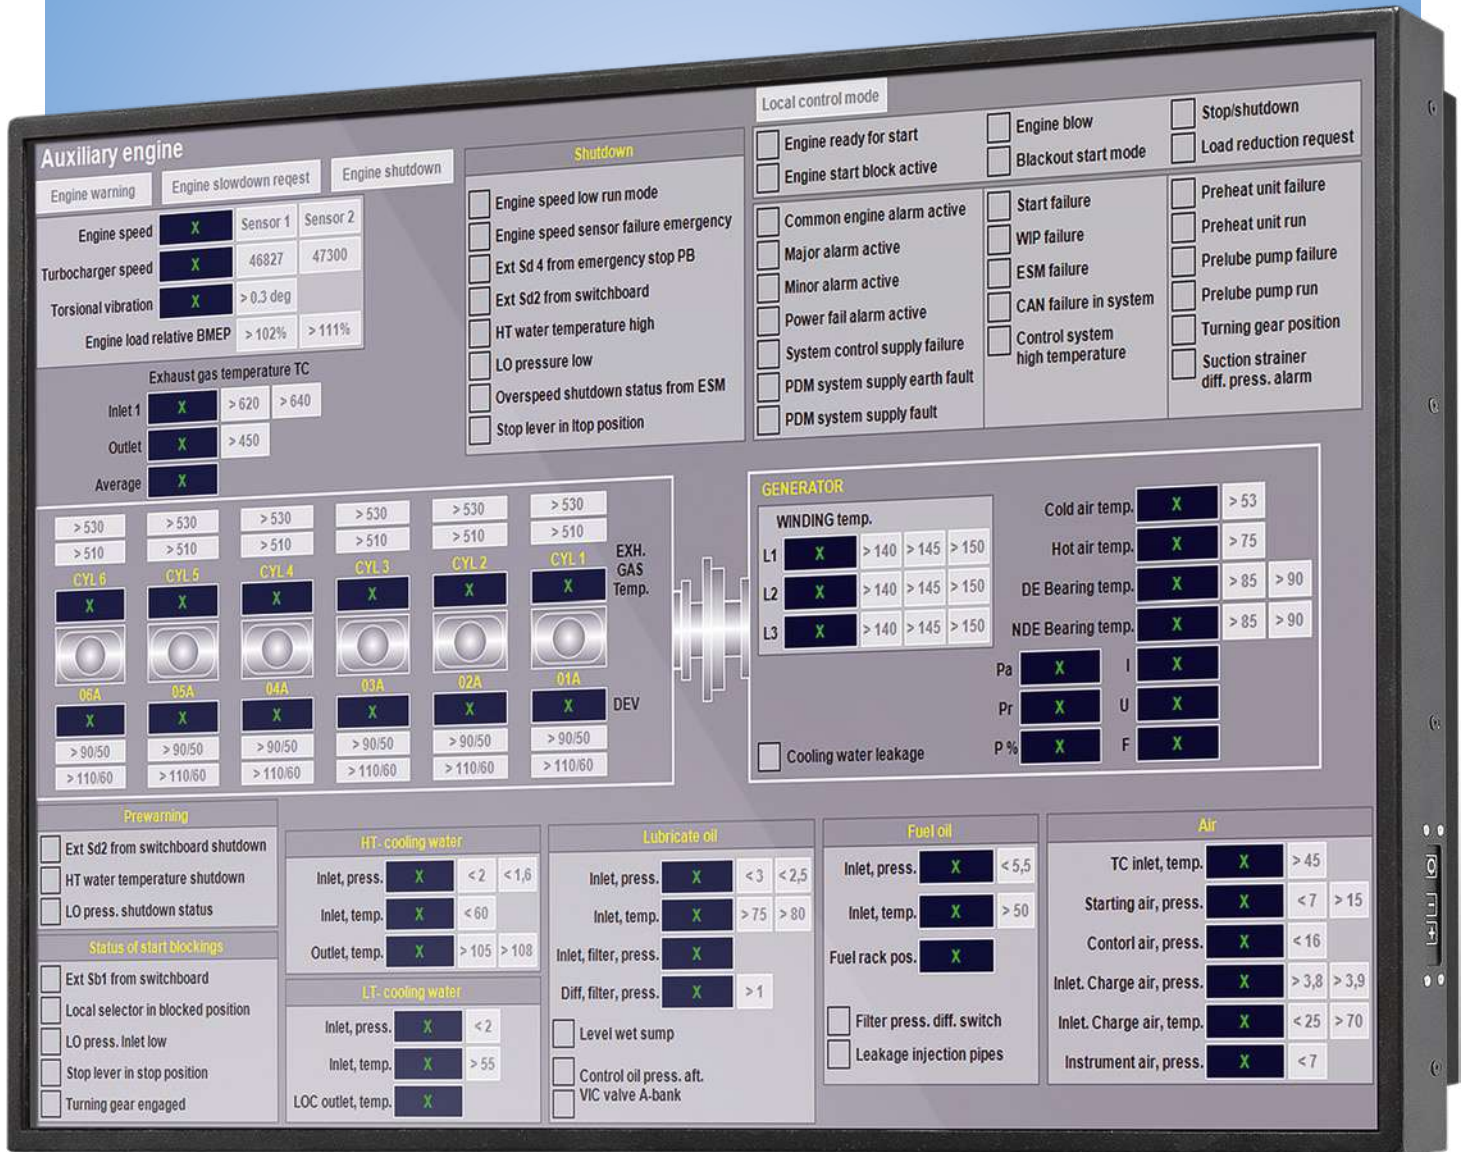 Auxiliary engine
Engine warning
Engine slowdown reqest
Engine shutdown
Engine speed X Sensor 1 Sensor 2
Turbocharger speed X 46827 47300
Torsional vibration X > 0.3 deg
Engine load relative BMEP > 102% > 111%
Exhaust gas temperature TC
Inlet 1 X > 620 > 640
Outlet X > 450
Average X
Shutdown
Engine speed low run mode
Engine speed sensor failure emergency
Ext Sd 4 from emergency stop PB
Ext Sd2 from switchboard
HT water temperature high
LO pressure low
Overspeed shutdown status from ESM
Stop lever in ltop position
Local control mode
Engine ready for start
Engine start block active
Engine blow
Blackout start mode
Stop/shutdown
Load reduction request
Common engine alarm active
Major alarm active
Minor alarm active
Power fail alarm active
System control supply failure
PDM system supply earth fault
PDM system supply fault
Start failure
WIP failure
ESM failure
CAN failure in system
Control system
high temperature
Preheat unit failure
Preheat unit run
Prelube pump failure
Prelube pump run
Turning gear position
Suction strainer
diff. press. alarm
> 530 > 530 > 530 > 530 > 530 > 530
> 510 > 510 > 510 > 510 > 510 > 510
CYL 6 CYL 5 CYL 4 CYL 3 CYL 2 CYL 1
X X X X X X
EXH.
GAS
Temp.
06A 05A 04A 03A 02A 01A
X X X X X X DEV
> 90/50 > 90/50 > 90/50 > 90/50 > 90/50 > 90/50
> 110/60 > 110/60 > 110/60 > 110/60 > 110/60 > 110/60
GENERATOR
WINDING temp.
L1 X > 140 > 145 > 150
L2 X > 140 > 145 > 150
L3 X > 140 > 145 > 150
Cold air temp. X > 53
Hot air temp. X > 75
DE Bearing temp. X > 85 > 90
NDE Bearing temp. X > 85 > 90
Pa X I X
Pr X U X
P % X F X
Cooling water leakage
Prewarning
Ext Sd2 from switchboard shutdown
HT water temperature shutdown
LO press. shutdown status
Status of start blockings
Ext Sb1 from switchboard
Local selector in blocked position
LO press. Inlet low
Stop lever in stop position
Turning gear engaged
HT- cooling water
Inlet, press. X < 2 < 1,6
Inlet, temp. X < 60
Outlet, temp. X > 105 > 108
LT- cooling water
Inlet, press. X < 2
Inlet, temp. X > 55
LOC outlet, temp. X
Lubricate oil
Inlet, press. X < 3 < 2,5
Inlet, temp. X > 75 > 80
Inlet, filter, press. X
Diff, filter, press. X > 1
Level wet sump
Control oil press. aft.
VIC valve A-bank
Fuel oil
Inlet, press. X < 5,5
Inlet, temp. X > 50
Fuel rack pos. X
Filter press. diff. switch
Leakage injection pipes
Air
TC inlet, temp. X > 45
Starting air, press. X < 7 > 15
Contorl air, press. X < 16
Inlet. Charge air, press. X > 3,8 > 3,9
Inlet. Charge air, temp. X < 25 > 70
Instrument air, press. X < 7